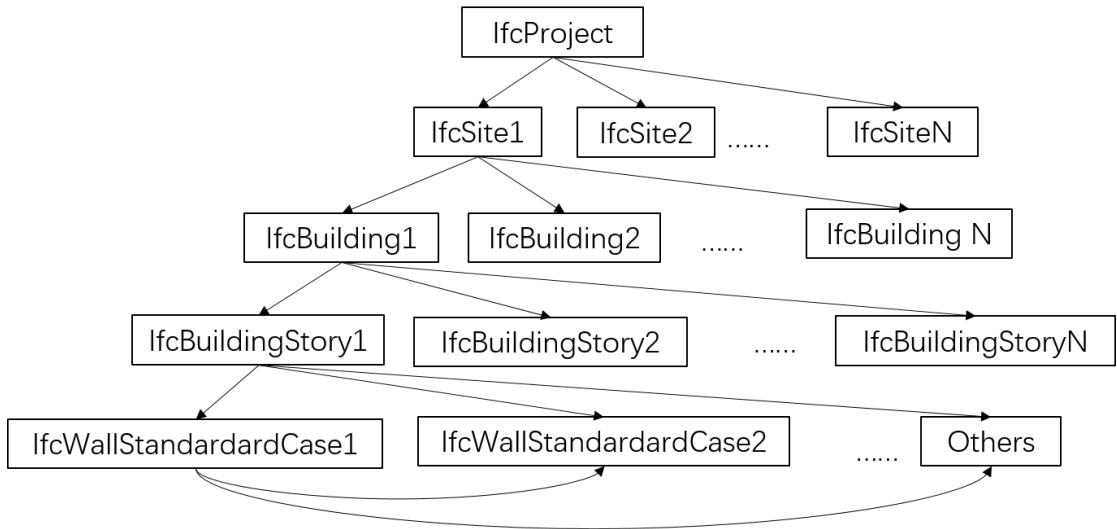 IfcProject
IfcSite1 IfcSite2 …… IfcSiteN
IfcBuilding1 IfcBuilding2 …… IfcBuilding N
IfcBuildingStory1 IfcBuildingStory2 …… IfcBuildingStoryN
IfcWallStandardardCase1 IfcWallStandardardCase2 …… Others